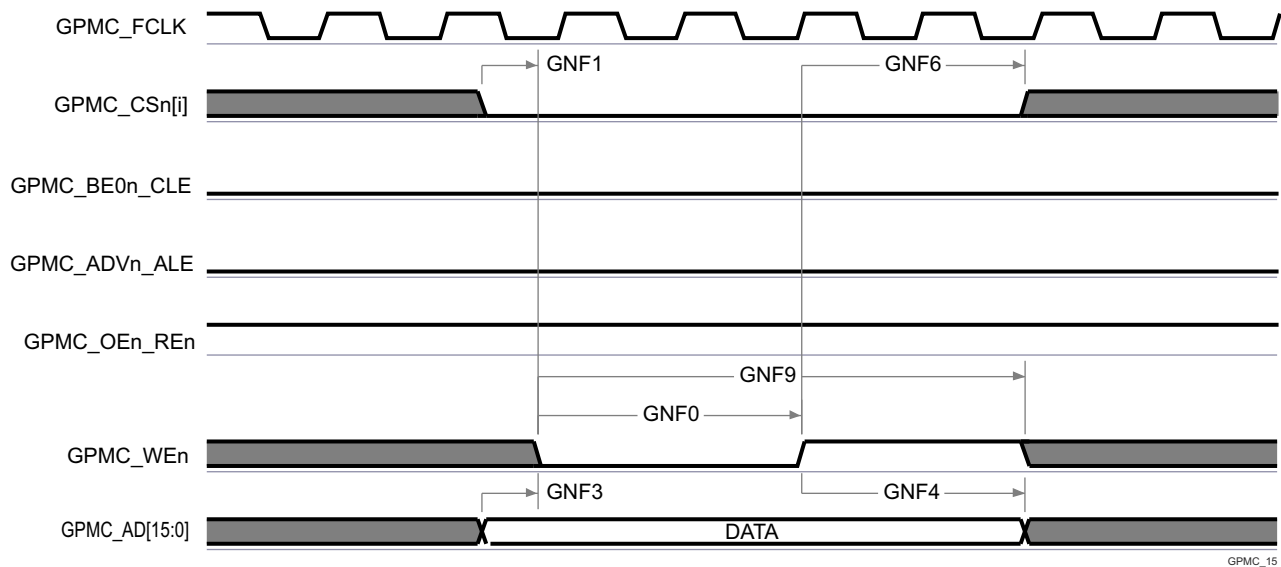 GPMC_FCLK
GNF1
GNF6
GPMC_CSn[i]
GPMC_BE0n_CLE
GPMC_ADVn_ALE
GPMC_OEn_REn
GNF9
GNF0
GPMC_WEn
GNF3
GNF4
GPMC_AD[15:0]
DATA
GPMC_15